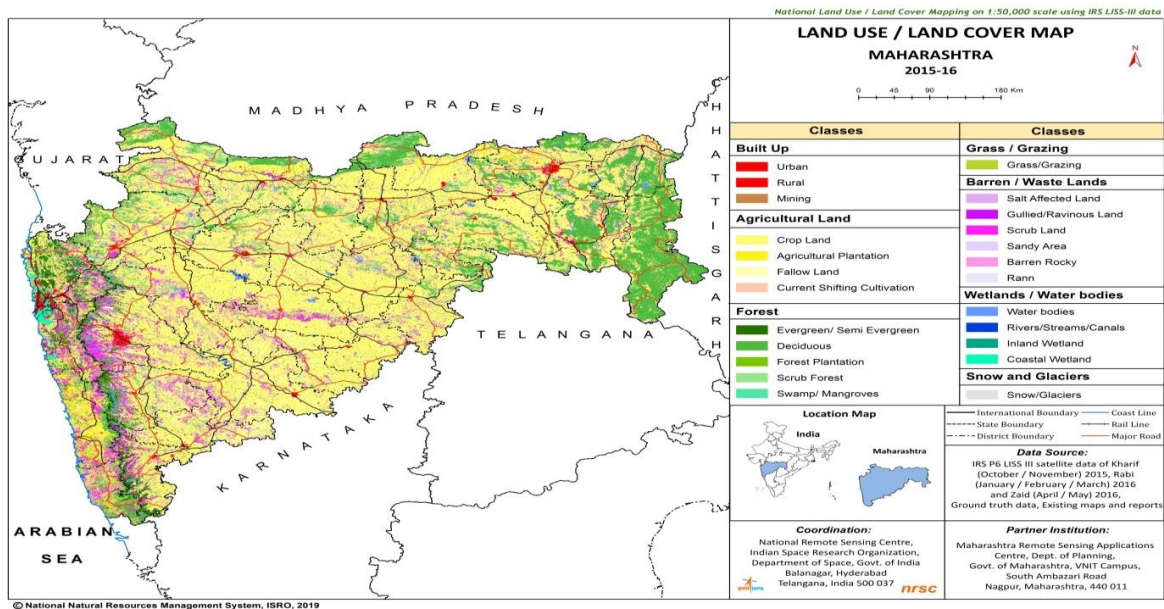 National Land Use / Land Cover Mapping on 1:50,000 scale using IRS LISS-III data
LAND USE / LAND COVER MAP
MAHARASHTRA
2015-16
N
0 45 90 180 Km
MADHYA PRADESH
GUJARAT
CHHATTISGARH
TELANGANA
KARNATAKA
ARABIAN
SEA
Classes
Built Up
Urban
Rural
Mining
Agricultural Land
Crop Land
Agricultural Plantation
Fallow Land
Current Shifting Cultivation
Forest
Evergreen/ Semi Evergreen
Deciduous
Forest Plantation
Scrub Forest
Swamp/ Mangroves
Classes
Grass / Grazing
Grass/Grazing
Barren / Waste Lands
Salt Affected Land
Gullied/Ravinous Land
Scrub Land
Sandy Area
Barren Rocky
Rann
Wetlands / Water bodies
Water bodies
Rivers/Streams/Canals
Inland Wetland
Coastal Wetland
Snow and Glaciers
Snow/Glaciers
Location Map
India
Maharashtra
International Boundary
State Boundary
District Boundary
Coast Line
Rail Line
Major Road
Data Source:
IRS P6 LISS III satellite data of Kharif
(October / November) 2015, Rabi
(January / February / March) 2016
and Zaid (April / May) 2016,
Ground truth data, Existing maps and reports
Coordination:
National Remote Sensing Centre,
Indian Space Research Organization,
Department of Space, Govt. of India
Balanagar, Hyderabad
Telangana, India 500 037
nrsc
Partner Institution:
Maharashtra Remote Sensing Applications
Centre, Dept. of Planning,
Govt. of Maharashtra, VNIT Campus,
South Ambazari Road
Nagpur, Maharashtra, 440 011
© National Natural Resources Management System, ISRO, 2019